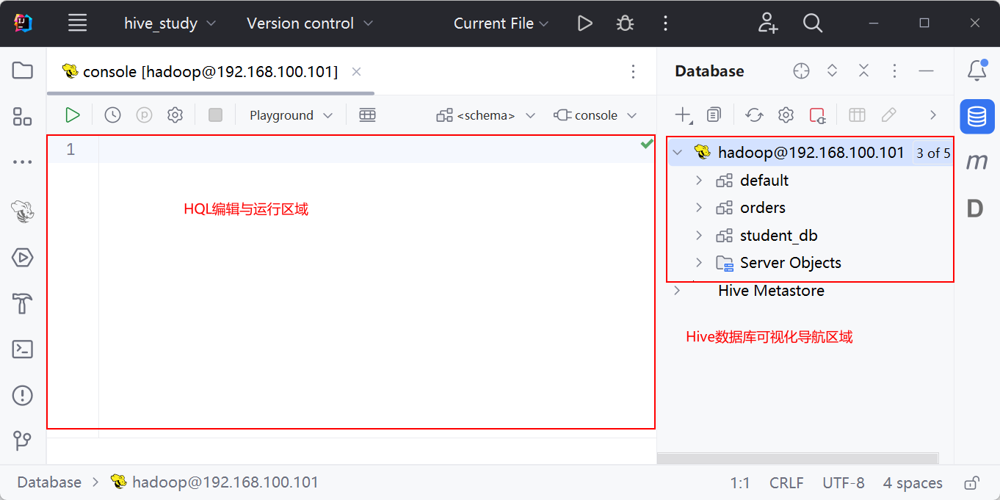 hive_study
Version control
Current File
console [hadoop@192.168.100.101]
Database
Playground
<schema>
console
1
HQL编辑与运行区域
hadoop@192.168.100.101 3 of 5
default
orders
student_db
Server Objects
Hive Metastore
Hive数据库可视化导航区域
m
D
Database > hadoop@192.168.100.101
1:1 CRLF UTF-8 4 spaces